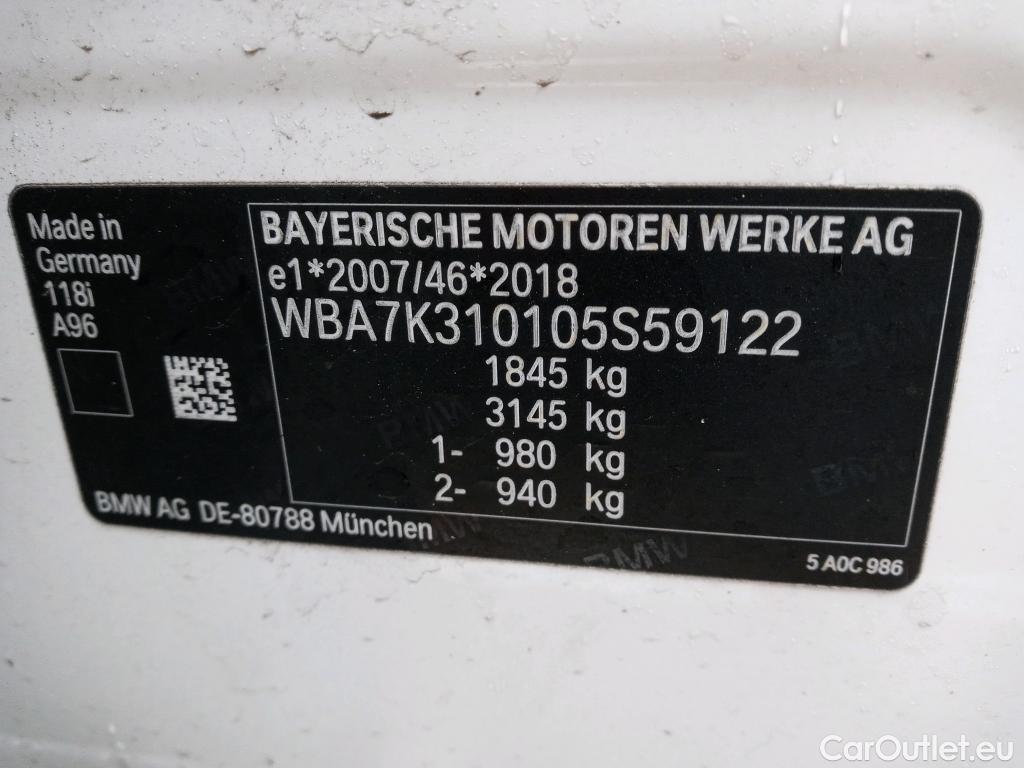 Made in
Germany
118i
A96
BAYERISCHE MOTOREN WERKE AG
e1*2007/46*2018
WBA7K310105S59122
1845 kg
3145 kg
1- 980 kg
2- 940 kg
BMW AG DE-80788 München
5 A0C 986
BMW
CarOutlet.eu